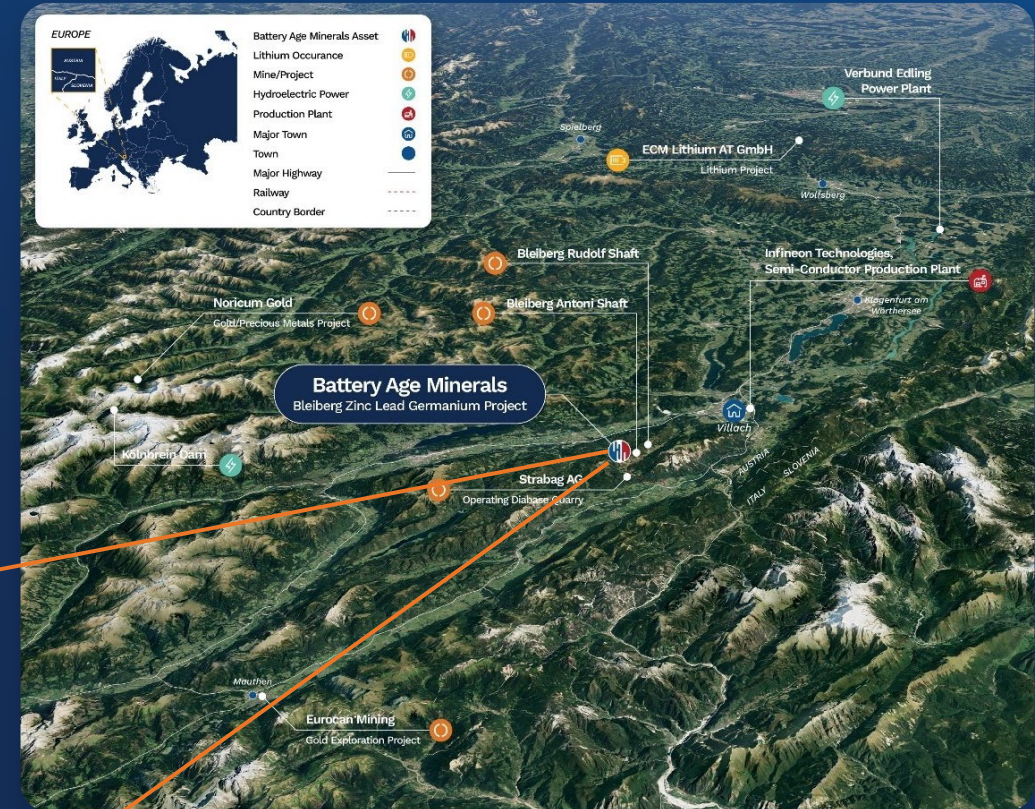 EUROPE
AUSTRIA
ITALY
SLOVENIA
Battery Age Minerals Asset
Lithium Occurance
Mine/Project
Hydroelectric Power
Production Plant
Major Town
Town
Major Highway
Railway
Country Border
Verbund Edling
Power Plant
Spielberg
ECM Lithium AT GmbH
Lithium Project
Wolfsberg
Bleiberg Rudolf Shaft
Infineon Technologies,
Semi-Conductor Production Plant
Noricum Gold
Gold/Precious Metals Project
Bleiberg Antoni Shaft
Klagenfurt am
Wörthersee
Battery Age Minerals
Bleiberg Zinc Lead Germanium Project
Villach
Kölnbrein Dam
AUSTRIA
SLOVENIA
ITALY
Strabag AG
Operating Diabase Quarry
Mauthen
Eurocan Mining
Gold Exploration Project